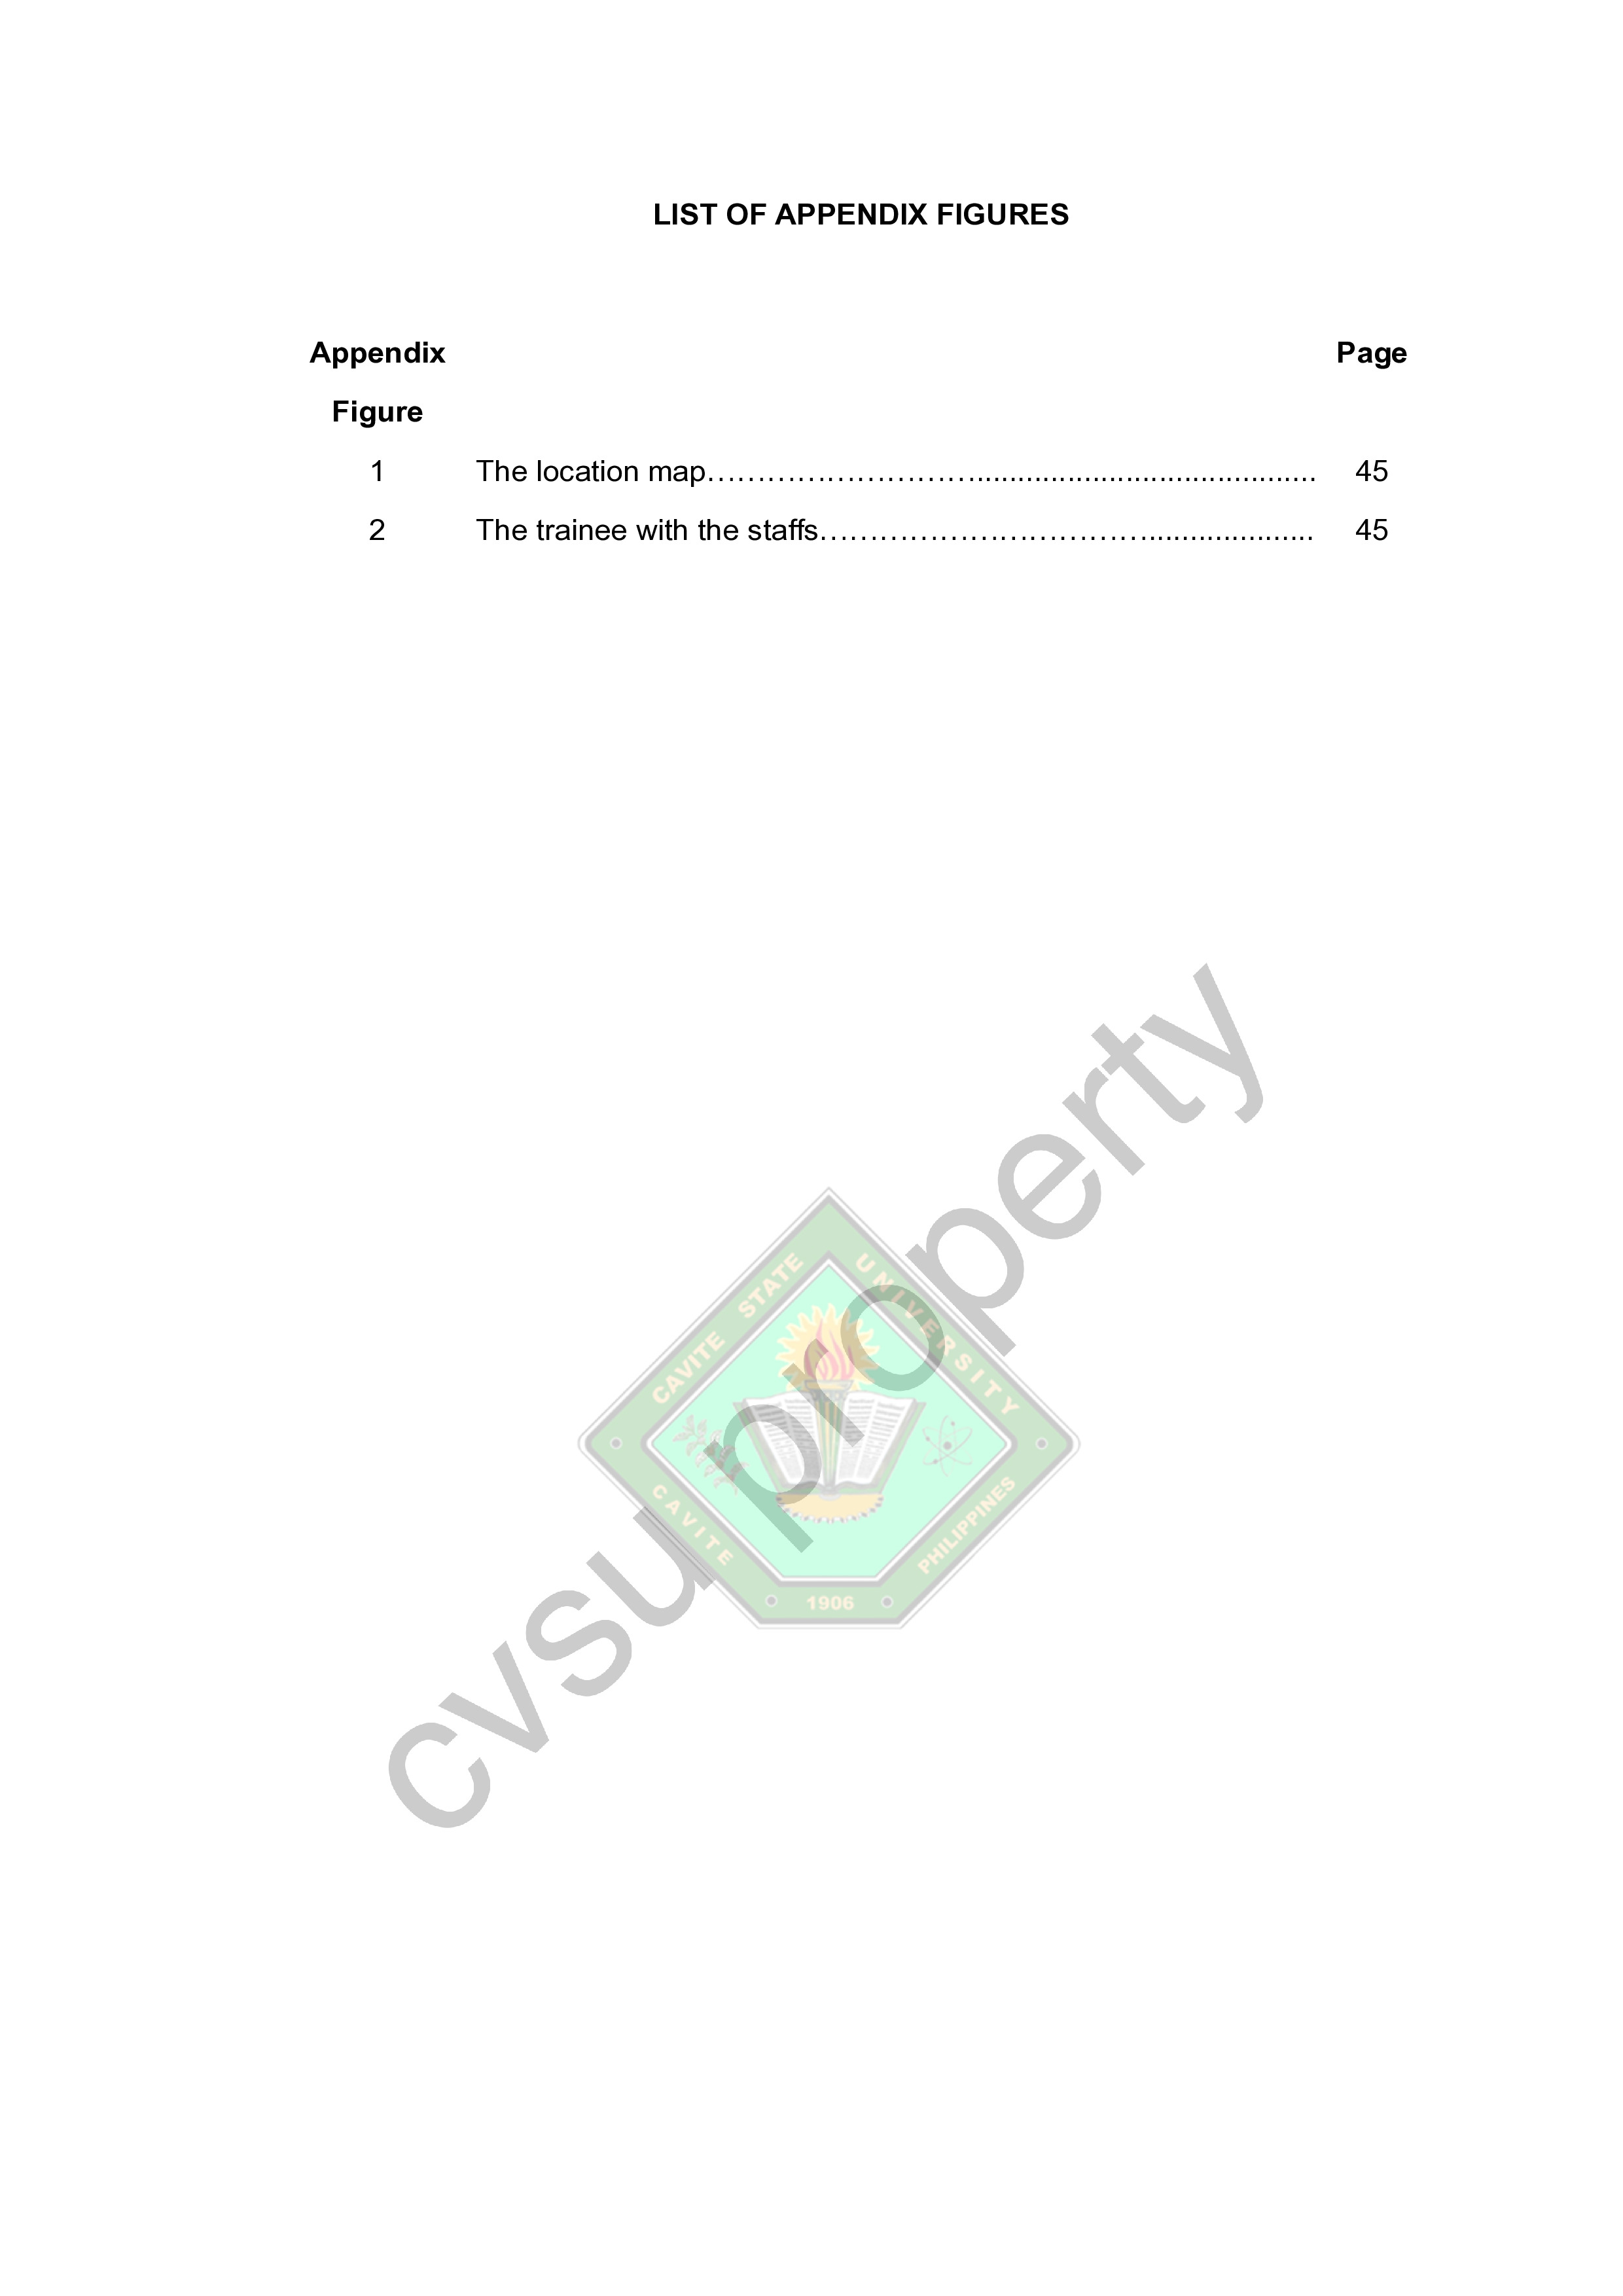 LIST OF APPENDIX FIGURES
Appendix Page
Figure
1 The location map……………………….......................................... 45
2 The trainee with the staffs……………………………..................... 45
cvsu property
CAVITE STATE UNIVERSITY
CAVITE PHILIPPINES
1906